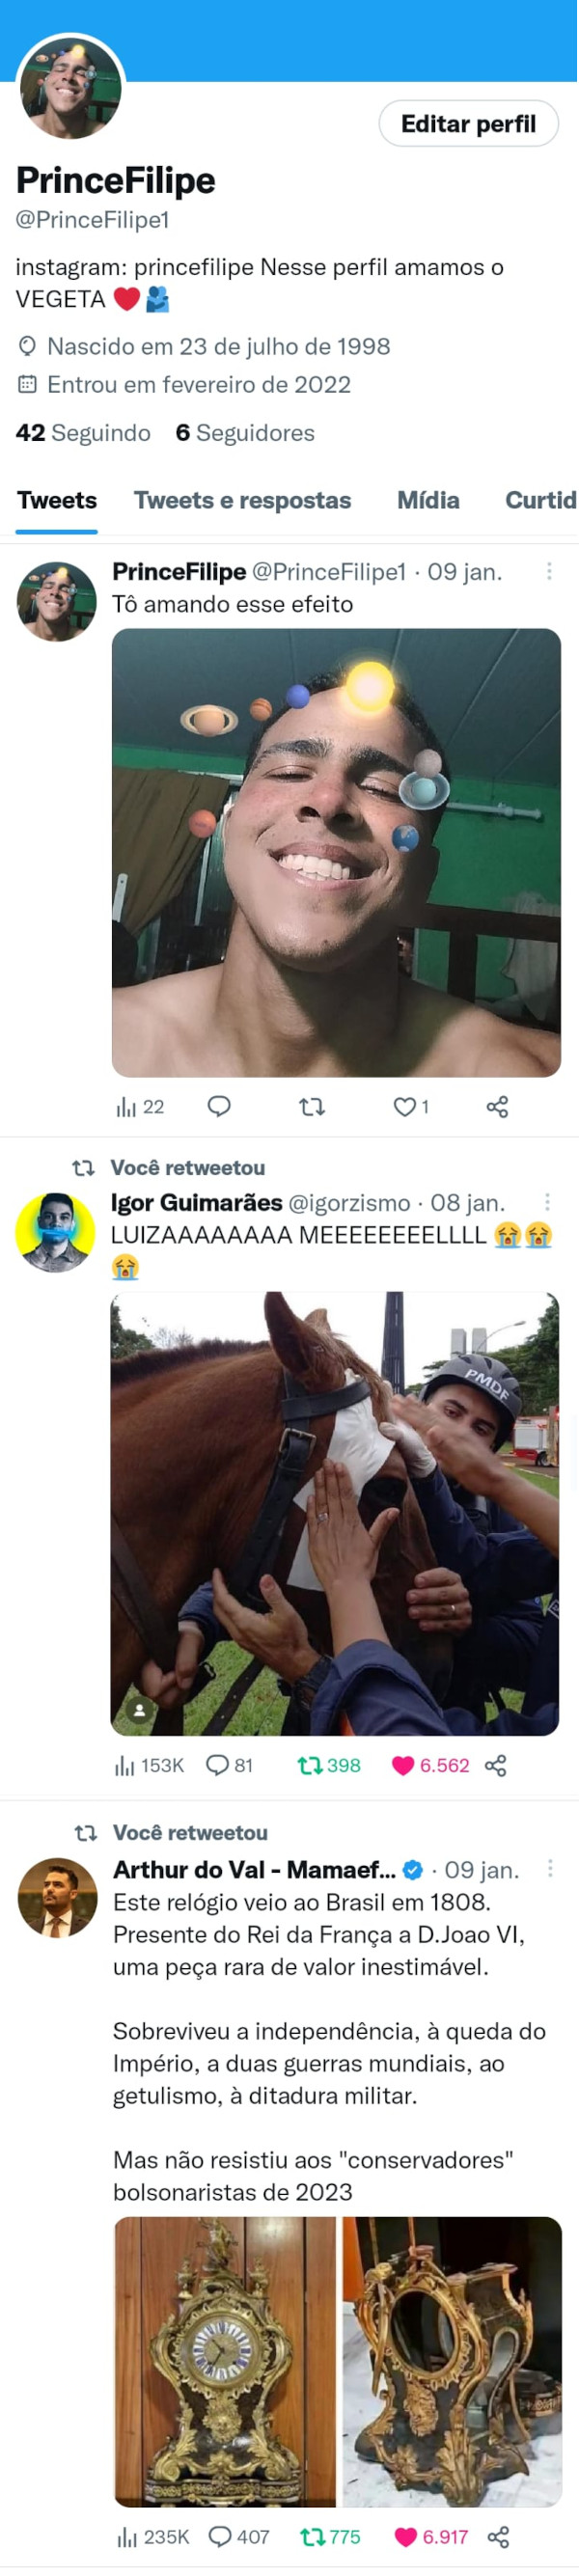 Editar perfil
PrinceFilipe
@PrinceFilipe1
instagram: princefilipe Nesse perfil amamos o
VEGETA ❤️🫂
Nascido em 23 de julho de 1998
Entrou em fevereiro de 2022
42 Seguindo 6 Seguidores
Tweets Tweets e respostas Mídia Curtid
PrinceFilipe @PrinceFilipe1 · 09 jan.
Tô amando esse efeito
22 1
Você retweetou
Igor Guimarães @igorzismo · 08 jan.
LUIZAAAAAAAA MEEEEEEEELLLL 😭😭
😭
PMDF
153K 81 398 6.562
Você retweetou
Arthur do Val - Mamaef... · 09 jan.
Este relógio veio ao Brasil em 1808.
Presente do Rei da França a D.Joao VI,
uma peça rara de valor inestimável.
Sobreviveu a independência, à queda do
Império, a duas guerras mundiais, ao
getulismo, à ditadura militar.
Mas não resistiu aos "conservadores"
bolsonaristas de 2023
235K 407 775 6.917